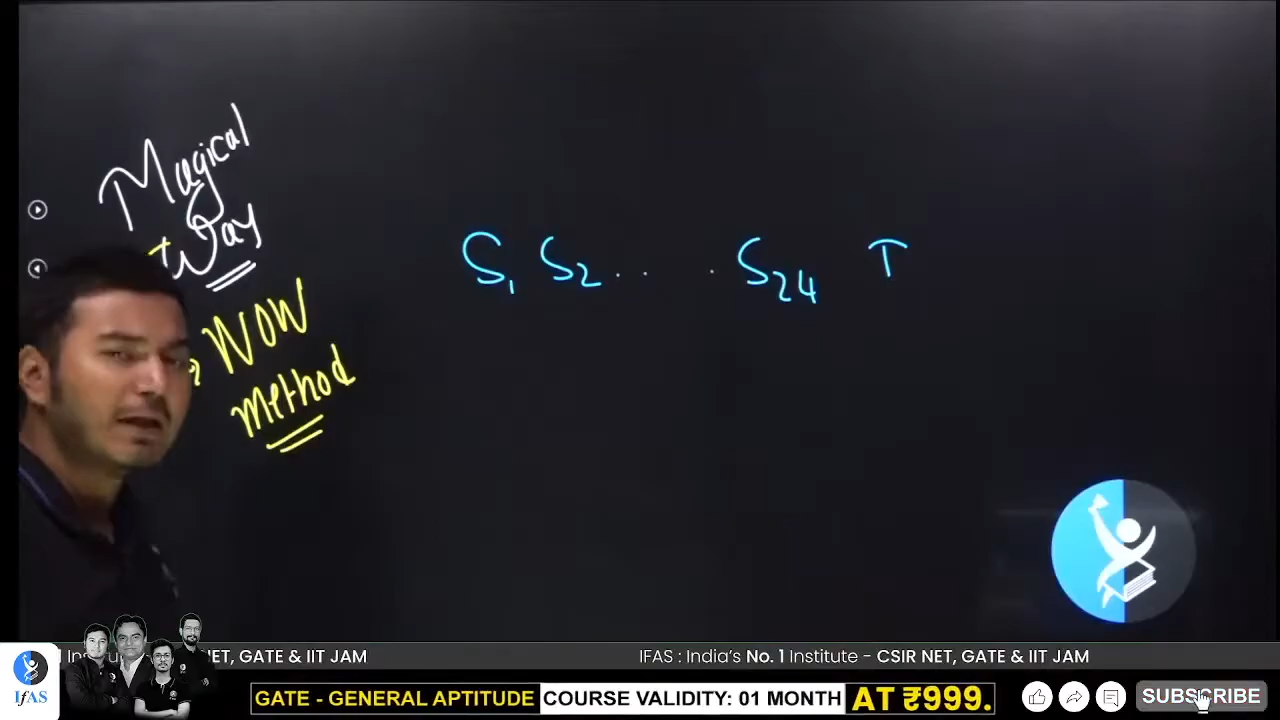 Magical
Way
WOW
method
S1 S2 . . . S24 T
NET, GATE & IIT JAM
IFAS : India's No. 1 Institute - CSIR NET, GATE & IIT JAM
IFAS
GATE - GENERAL APTITUDE COURSE VALIDITY: 01 MONTH AT ₹999.
SUBSCRIBE